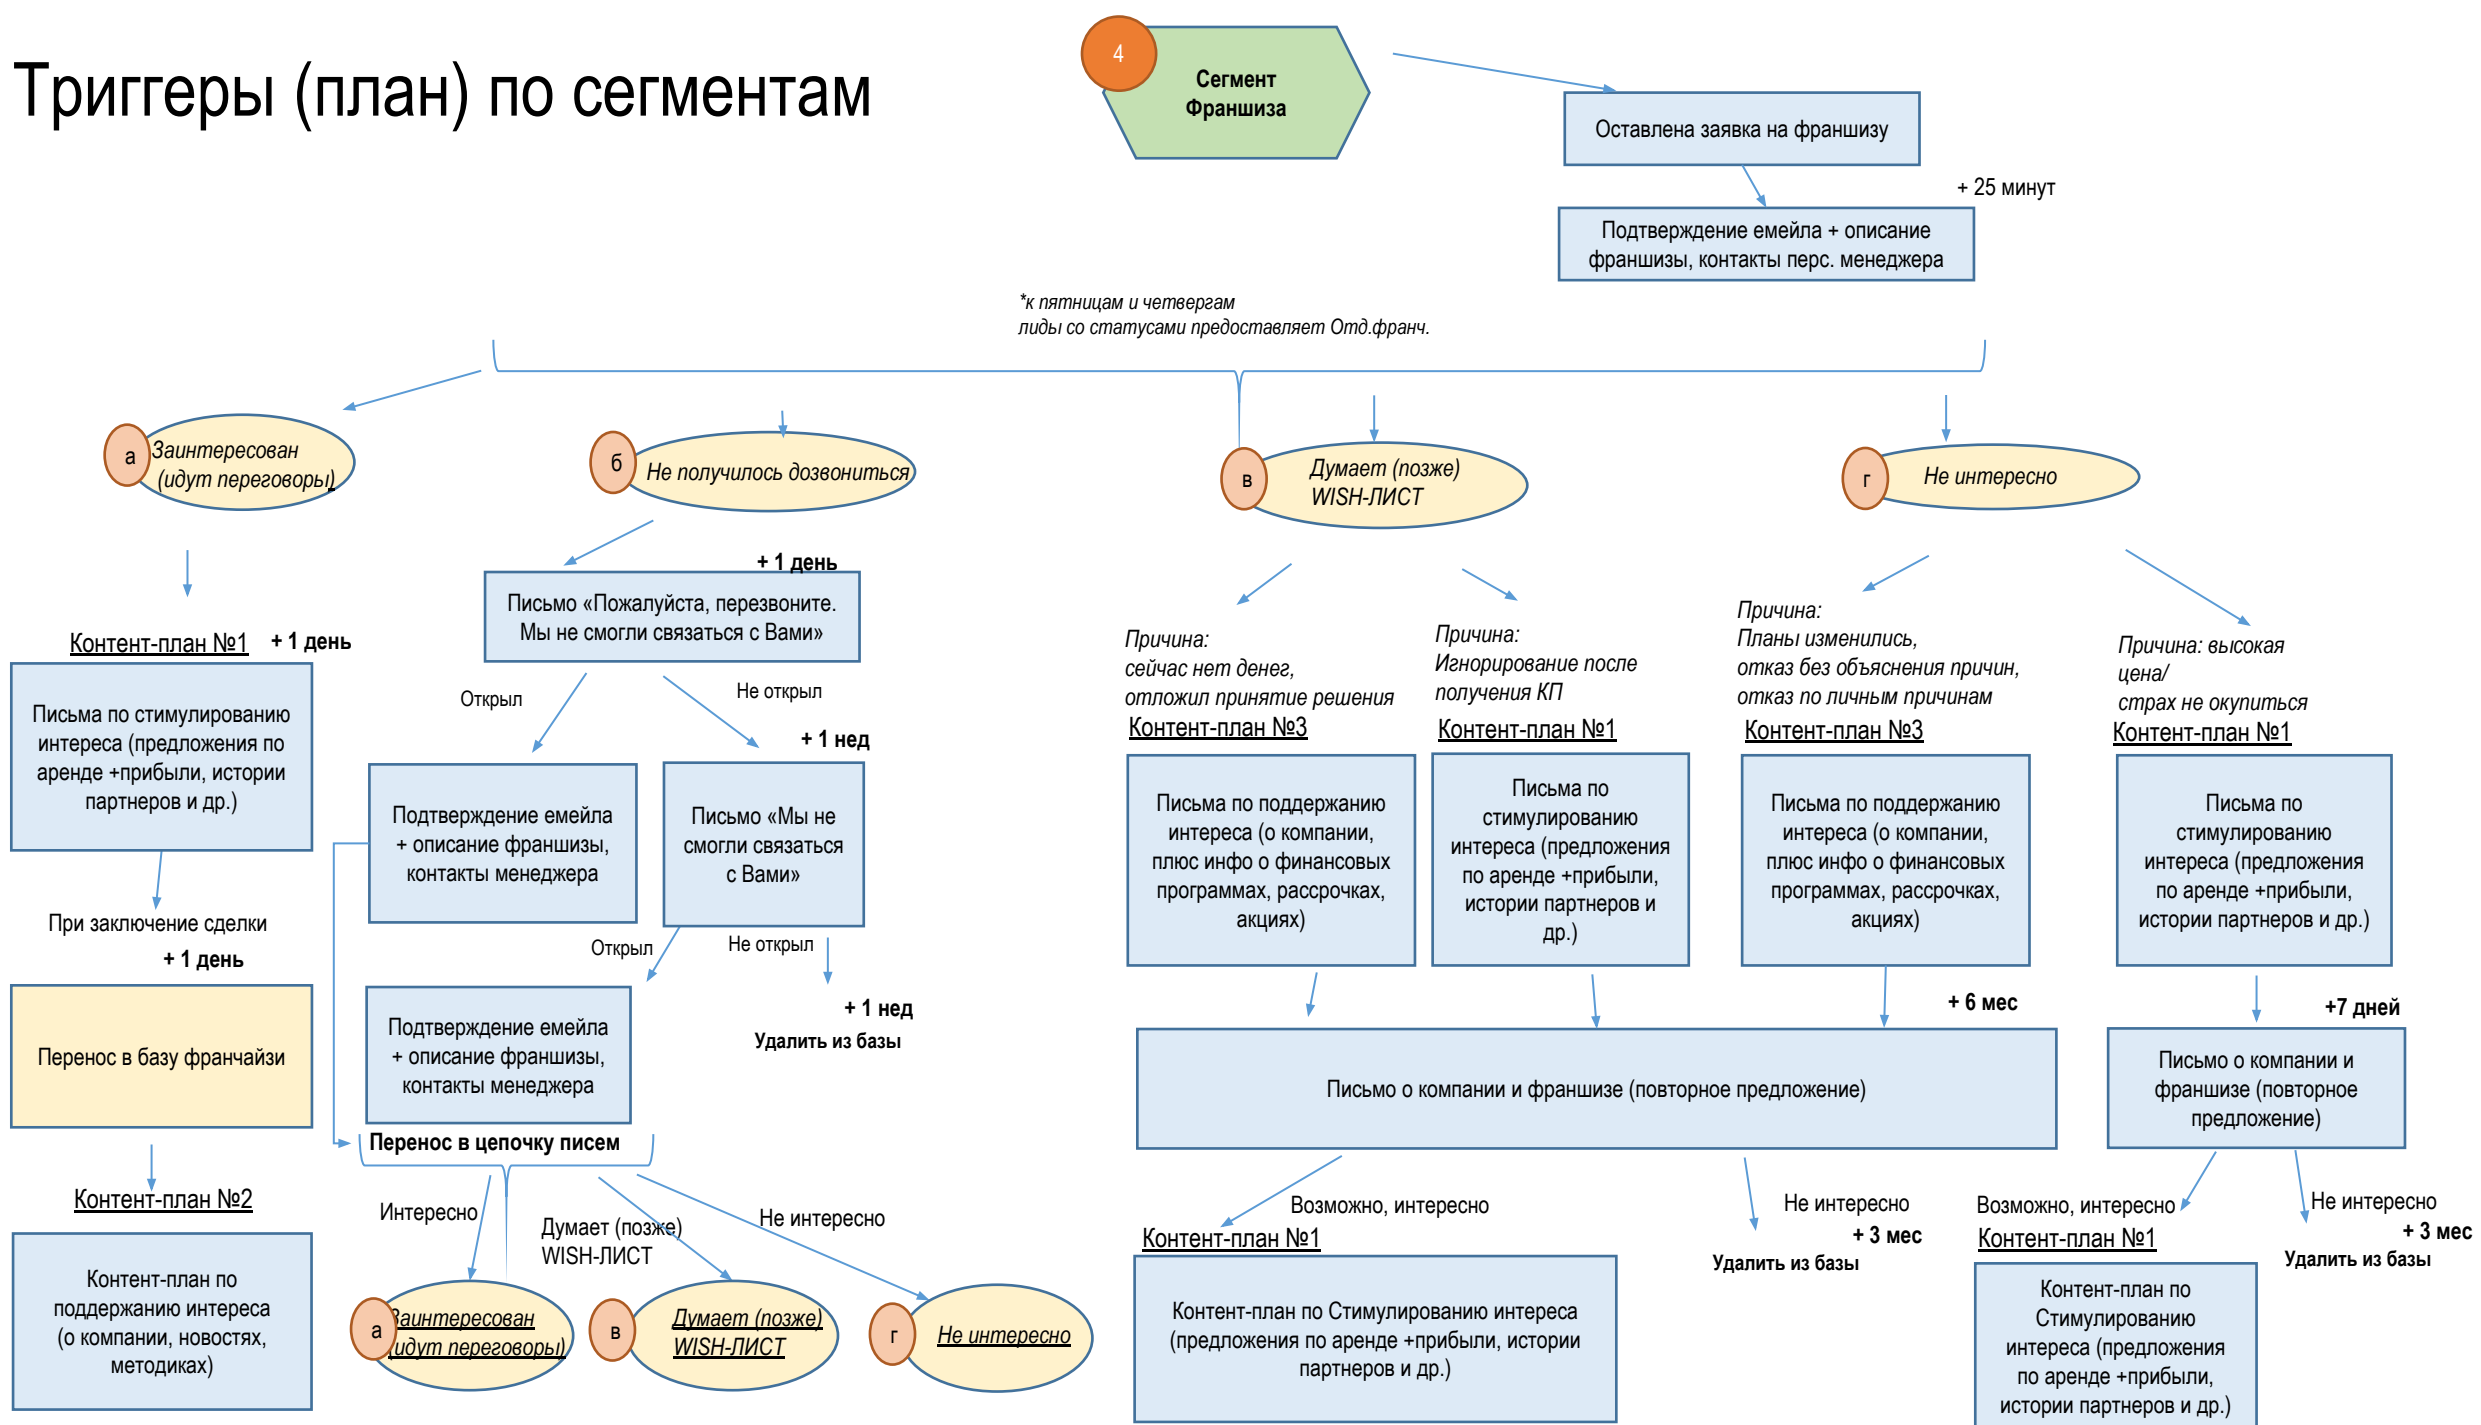 Триггеры (план) по сегментам
4
Сегмент
Франшиза
Оставлена заявка на франшизу
+ 25 минут
Подтверждение емейла + описание
франшизы, контакты перс. менеджера
*к пятницам и четвергам
лиды со статусами предоставляет Отд.франч.
а
Заинтересован
(идут переговоры)
б
Не получилось дозвониться
в
Думает (позже)
WISH-ЛИСТ
г
Не интересно
Контент-план №1
+ 1 день
Письма по стимулированию
интереса (предложения по
аренде +прибыли, истории
партнеров и др.)
При заключение сделки
+ 1 день
Перенос в базу франчайзи
Контент-план №2
Контент-план по
поддержанию интереса
(о компании, новостях,
методиках)
+ 1 день
Письмо «Пожалуйста, перезвоните.
Мы не смогли связаться с Вами»
Открыл
Не открыл
+ 1 нед
Подтверждение емейла
+ описание франшизы,
контакты менеджера
Письмо «Мы не
смогли связаться
с Вами»
Открыл
Не открыл
+ 1 нед
Удалить из базы
Подтверждение емейла
+ описание франшизы,
контакты менеджера
Перенос в цепочку писем
Интересно
Думает (позже)
WISH-ЛИСТ
Не интересно
а
Заинтересован
(идут переговоры)
в
Думает (позже)
WISH-ЛИСТ
г
Не интересно
Причина:
сейчас нет денег,
отложил принятие решения
Контент-план №3
Письма по поддержанию
интереса (о компании,
плюс инфо о финансовых
программах, рассрочках,
акциях)
Причина:
Игнорирование после
получения КП
Контент-план №1
Письма по
стимулированию
интереса (предложения
по аренде +прибыли,
истории партнеров и
др.)
Причина:
Планы изменились,
отказ без объяснения причин,
отказ по личным причинам
Контент-план №3
Письма по поддержанию
интереса (о компании,
плюс инфо о финансовых
программах, рассрочках,
акциях)
Причина: высокая
цена/
страх не окупиться
Контент-план №1
Письма по
стимулированию
интереса (предложения
по аренде +прибыли,
истории партнеров и др.)
+ 6 мес
Письмо о компании и франшизе (повторное предложение)
Возможно, интересно
Контент-план №1
Контент-план по Стимулированию интереса
(предложения по аренде +прибыли, истории
партнеров и др.)
Не интересно
+ 3 мес
Удалить из базы
+7 дней
Письмо о компании и
франшизе (повторное
предложение)
Возможно, интересно
Контент-план №1
Контент-план по
Стимулированию
интереса (предложения
по аренде +прибыли,
истории партнеров и др.)
Не интересно
+ 3 мес
Удалить из базы